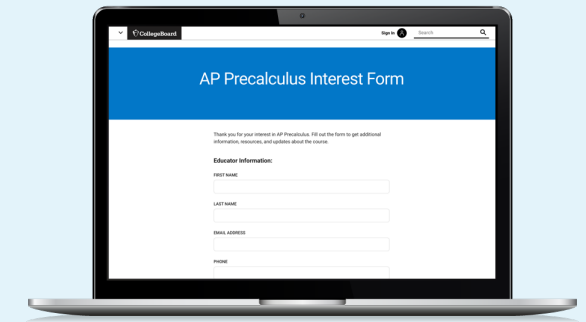 CollegeBoard
Sign In
Search
AP Precalculus Interest Form
Thank you for your interest in AP Precalculus. Fill out the form to get additional
information, resources, and updates about the course.
Educator Information:
FIRST NAME
LAST NAME
EMAIL ADDRESS
PHONE